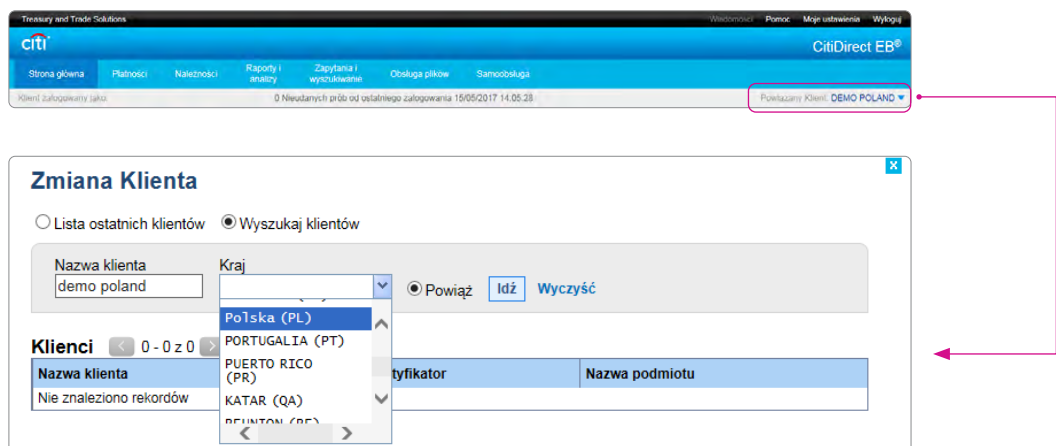 Treasury and Trade Solutions
Wiadomości Pomoc Moje ustawienia Wyloguj
citi
CitiDirect EB®
Strona główna Płatności Należności Raporty i analizy Zapytania i wyszukiwanie Obsługa plików Samoobsługa
Klient zalogowany jako: 0 Nieudanych prób od ostatniego zalogowania 15/05/2017 14.05.28 Powiązany Klient: DEMO POLAND
Zmiana Klienta
x
Lista ostatnich klientów Wyszukaj klientów
Nazwa klienta Kraj
demo poland Powiąż Idź Wyczyść
Polska (PL)
PORTUGALIA (PT)
PUERTO RICO
(PR)
KATAR (QA)
REUNION (RE)
Klienci 0 - 0 z 0
Nazwa klienta tyfikator Nazwa podmiotu
Nie znaleziono rekordów